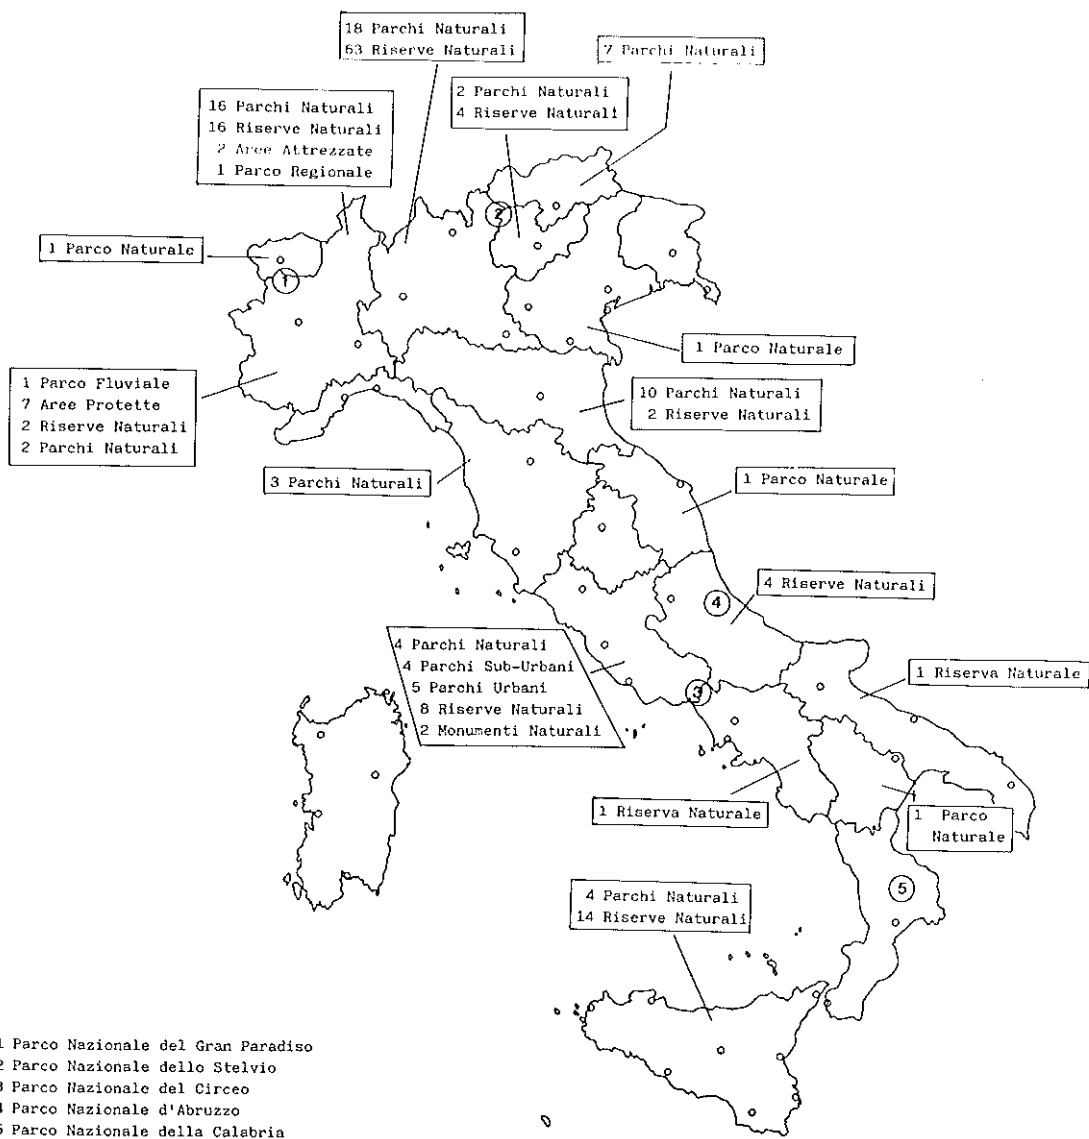 18 Parchi Naturali
63 Riserve Naturali
7 Parchi Naturali
2 Parchi Naturali
4 Riserve Naturali
16 Parchi Naturali
16 Riserve Naturali
2 Aree Attrezzate
1 Parco Regionale
2
1 Parco Naturale
1
1 Parco Naturale
1 Parco Fluviale
7 Aree Protette
2 Riserve Naturali
2 Parchi Naturali
10 Parchi Naturali
2 Riserve Naturali
3 Parchi Naturali
1 Parco Naturale
4 Riserve Naturali
4
4 Parchi Naturali
4 Parchi Sub-Urbani
5 Parchi Urbani
8 Riserve Naturali
2 Monumenti Naturali
3
1 Riserva Naturale
1 Riserva Naturale
1 Parco
Naturale
5
4 Parchi Naturali
14 Riserve Naturali
1 Parco Nazionale del Gran Paradiso
2 Parco Nazionale dello Stelvio
3 Parco Nazionale del Circeo
4 Parco Nazionale d'Abruzzo
5 Parco Nazionale della Calabria